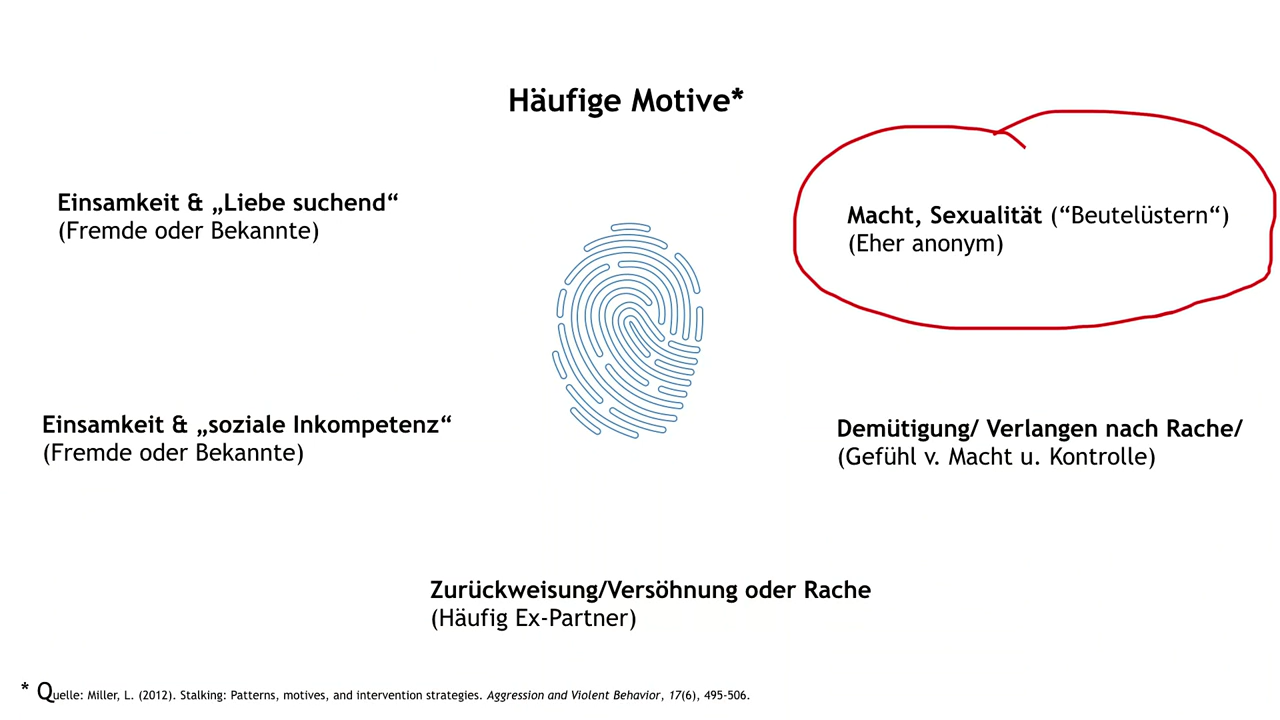 Häufige Motive*
Einsamkeit & „Liebe suchend“
(Fremde oder Bekannte)
Macht, Sexualität (“Beutelüstern“)
(Eher anonym)
Einsamkeit & „soziale Inkompetenz“
(Fremde oder Bekannte)
Demütigung/ Verlangen nach Rache/
(Gefühl v. Macht u. Kontrolle)
Zurückweisung/Versöhnung oder Rache
(Häufig Ex-Partner)
* Quelle: Miller, L. (2012). Stalking: Patterns, motives, and intervention strategies. Aggression and Violent Behavior, 17(6), 495-506.